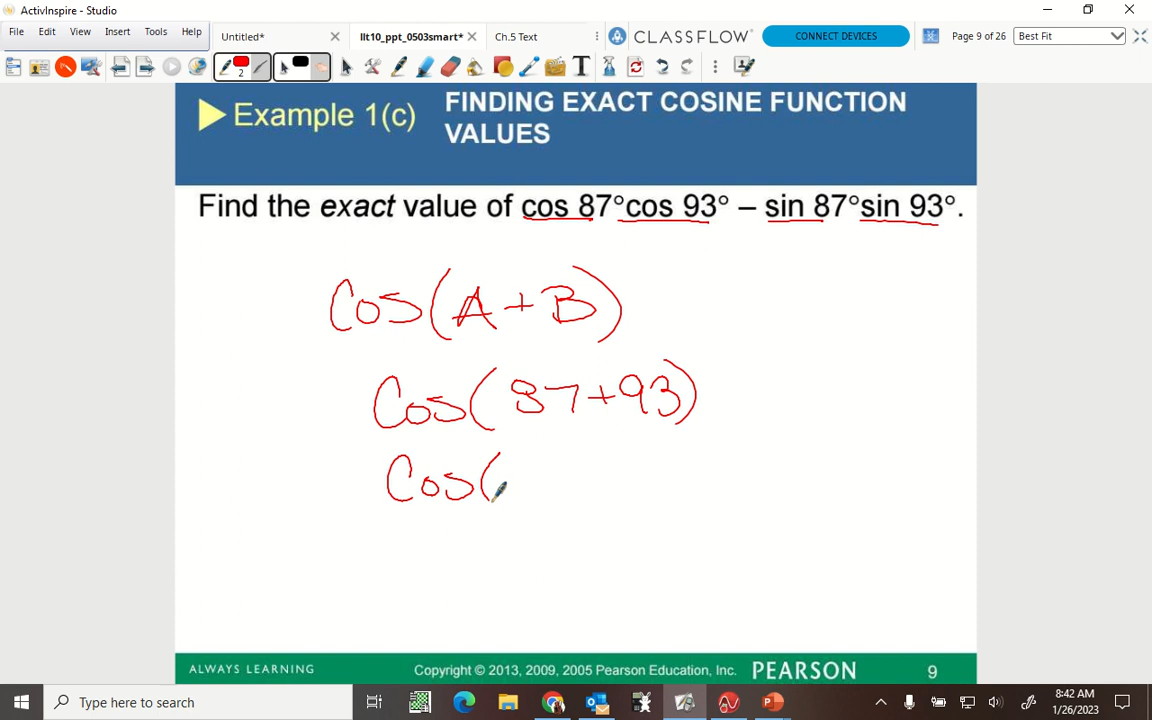 ActivInspire - Studio
File Edit View Insert Tools Help
Untitled*
llt10_ppt_0503smart*
Ch.5 Text
CLASSFLOW
CONNECT DEVICES
Page 9 of 26
Best Fit
2
Example 1(c)
FINDING EXACT COSINE FUNCTION
VALUES
Find the exact value of cos 87°cos 93° – sin 87°sin 93°.
Cos(A+B)
Cos(87+93)
Cos(
ALWAYS LEARNING
Copyright © 2013, 2009, 2005 Pearson Education, Inc.
PEARSON
9
Type here to search
8:42 AM
1/26/2023